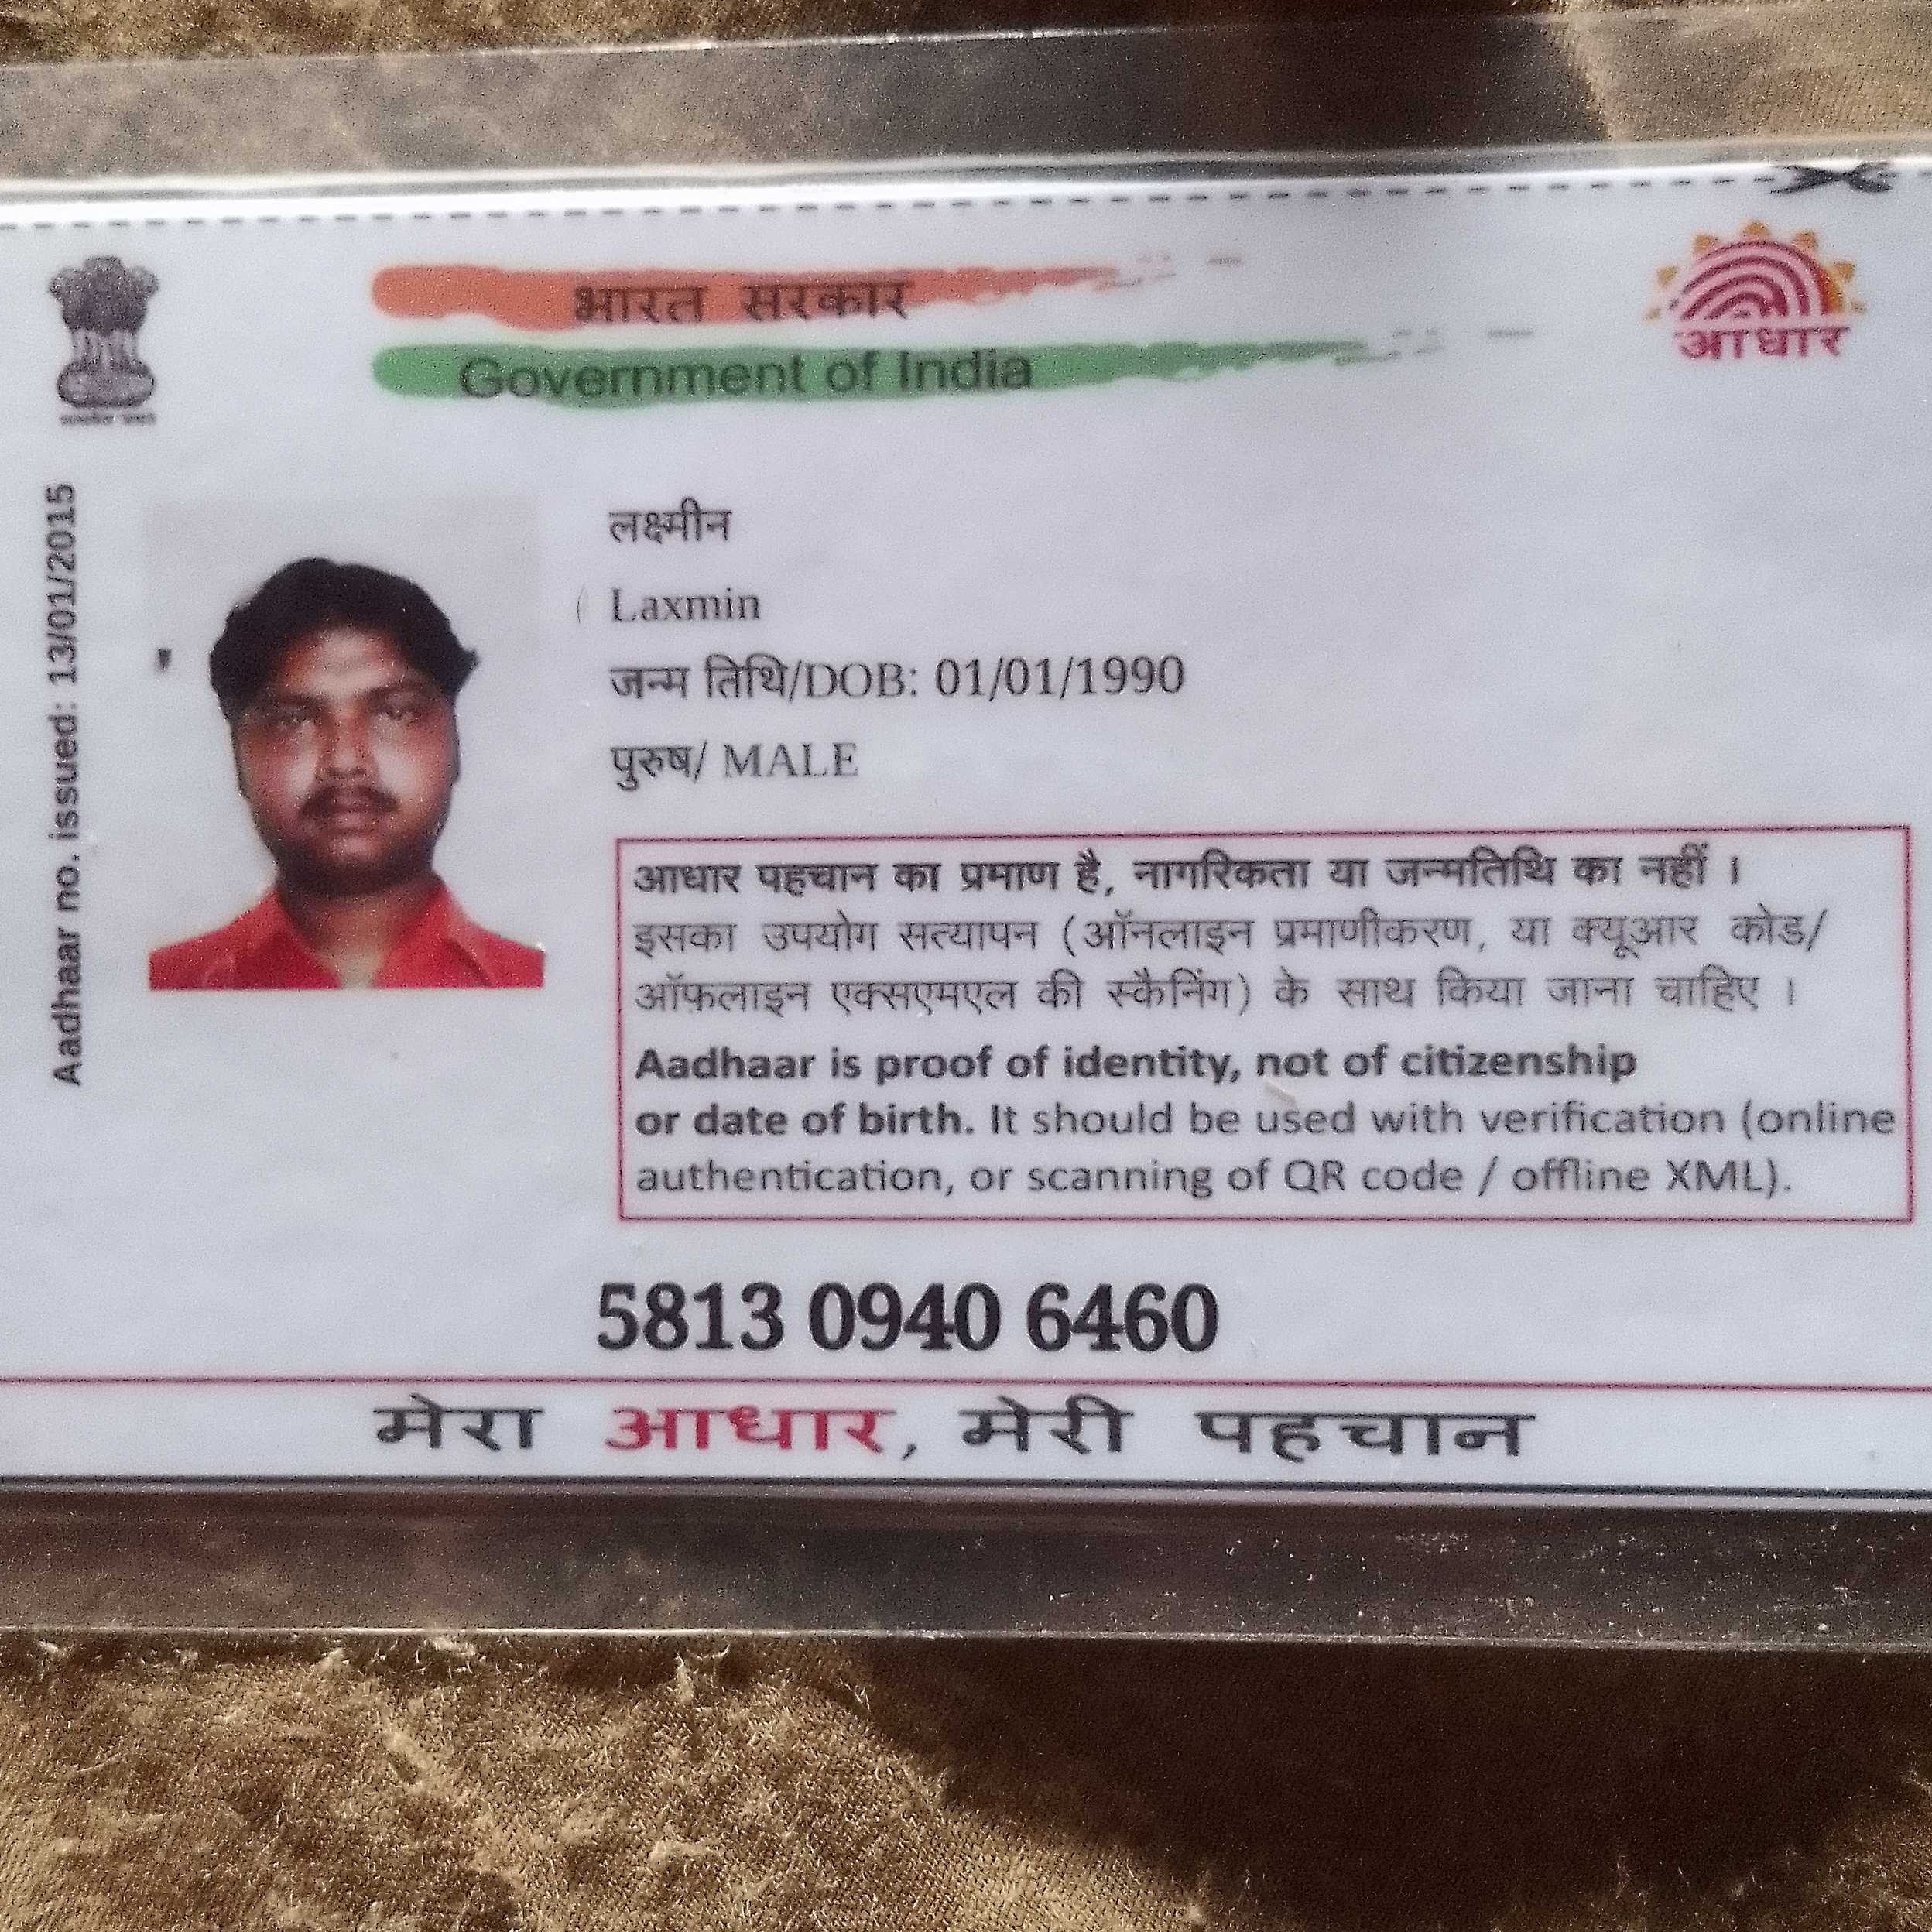 भारत सरकार
Government of India
आधार
Aadhaar no. issued: 13/01/2015
लक्ष्मीन
Laxmin
जन्म तिथि/DOB: 01/01/1990
पुरुष/ MALE
आधार पहचान का प्रमाण है, नागरिकता या जन्मतिथि का नहीं ।
इसका उपयोग सत्यापन (ऑनलाइन प्रमाणीकरण, या क्यूआर कोड/
ऑफ़लाइन एक्सएमएल की स्कैनिंग) के साथ किया जाना चाहिए ।
Aadhaar is proof of identity, not of citizenship
or date of birth. It should be used with verification (online
authentication, or scanning of QR code / offline XML).
5813 0940 6460
मेरा आधार, मेरी पहचान